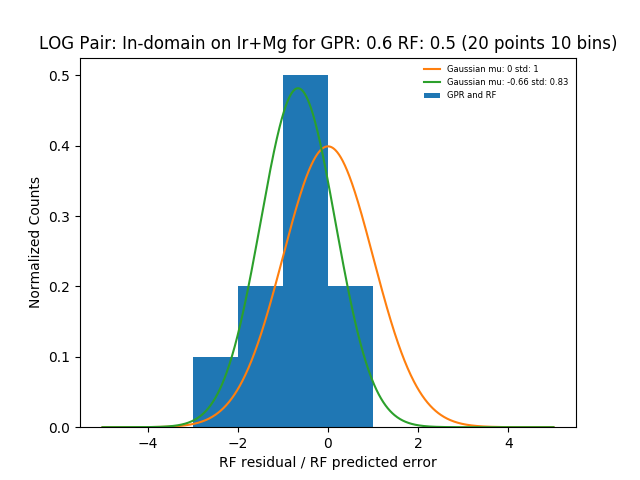 LOG Pair: In-domain on Ir+Mg for GPR: 0.6 RF: 0.5 (20 points 10 bins)
Gaussian mu: 0 std: 1
Gaussian mu: -0.66 std: 0.83
GPR and RF
Normalized Counts
0.5
0.4
0.3
0.2
0.1
0.0
−4 −2 0 2 4
RF residual / RF predicted error